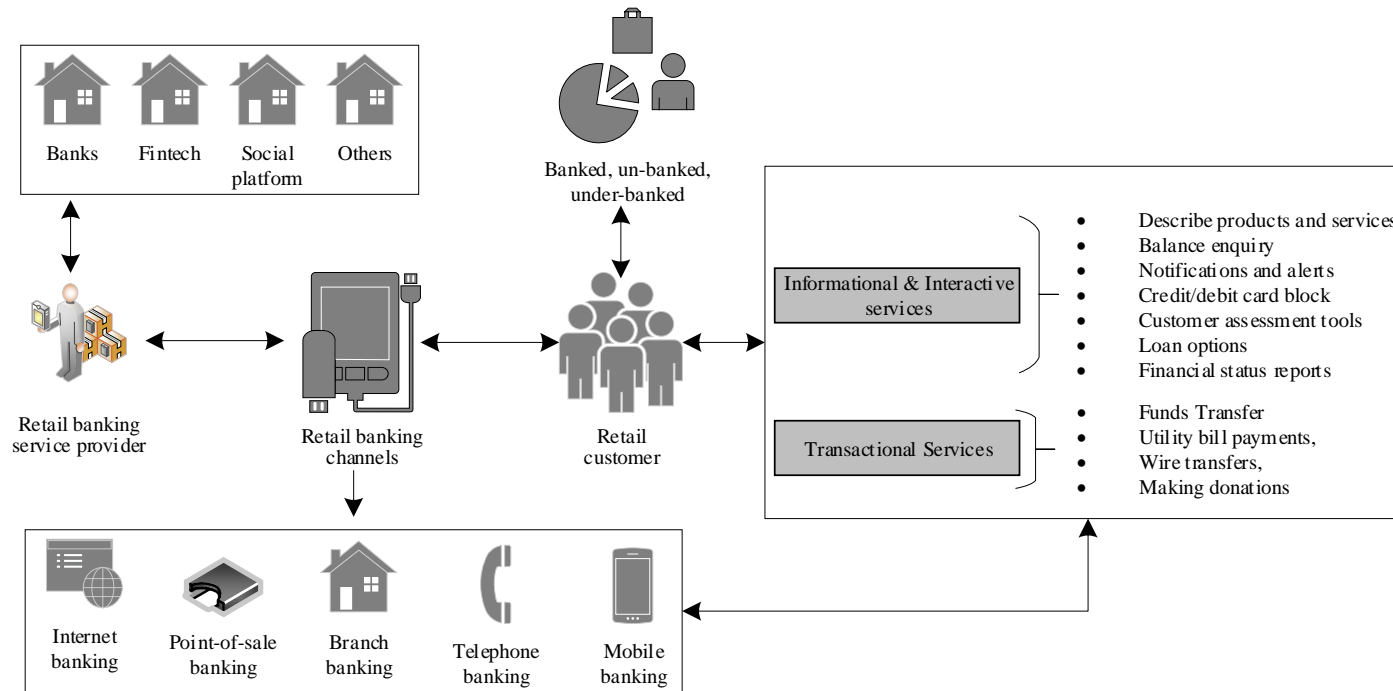 Banks
Fintech
Social
platform
Others
Banked, un-banked,
under-banked
Retail banking
service provider
Retail banking
channels
Retail
customer
Informational & Interactive
services
Describe products and services
Balance enquiry
Notifications and alerts
Credit/debit card block
Customer assessment tools
Loan options
Financial status reports
Transactional Services
Funds Transfer
Utility bill payments,
Wire transfers,
Making donations
Internet
banking
Point-of-sale
banking
Branch
banking
Telephone
banking
Mobile
banking